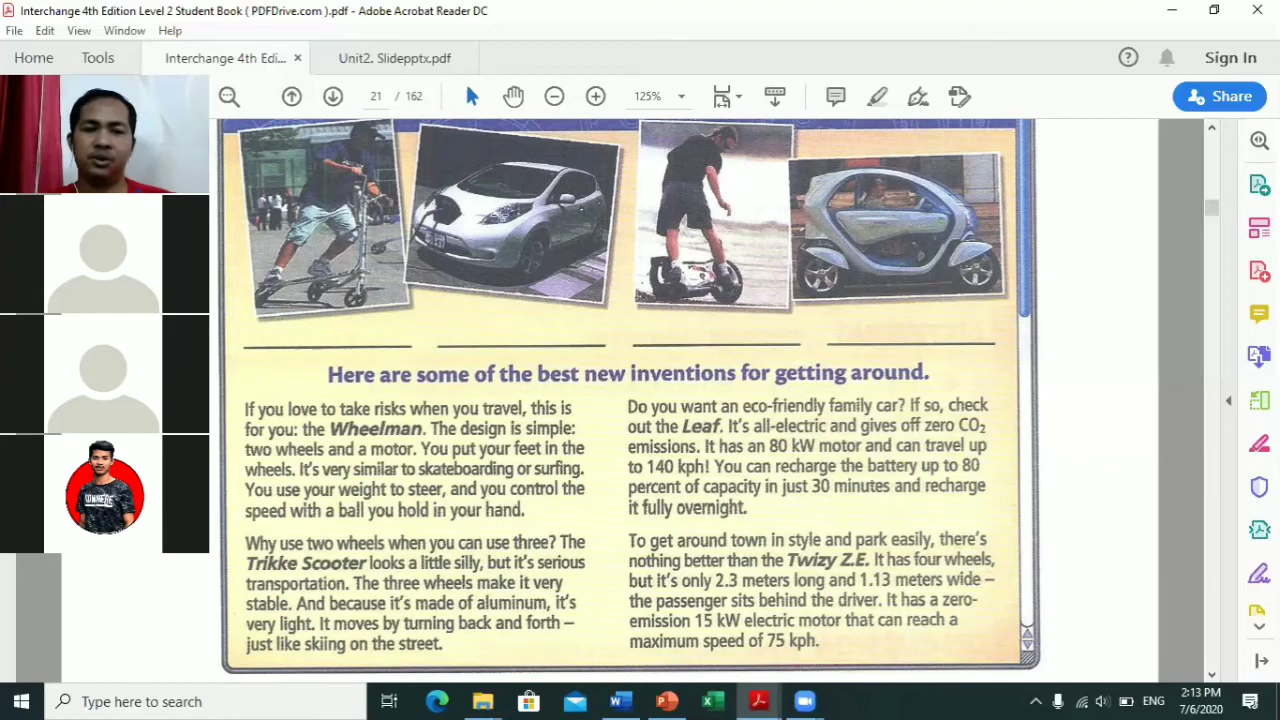 Interchange 4th Edition Level 2 Student Book ( PDFDrive.com ).pdf - Adobe Acrobat Reader DC
File Edit View Window Help
Home Tools Interchange 4th Edi... × Unit2. Slidepptx.pdf Sign In
21 / 162 125% Share
Here are some of the best new inventions for getting around.
If you love to take risks when you travel, this is
for you: the Wheelman. The design is simple:
two wheels and a motor. You put your feet in the
wheels. It's very similar to skateboarding or surfing.
You use your weight to steer, and you control the
speed with a ball you hold in your hand.
Why use two wheels when you can use three? The
Trikke Scooter looks a little silly, but it's serious
transportation. The three wheels make it very
stable. And because it's made of aluminum, it's
very light. It moves by turning back and forth –
just like skiing on the street.
Do you want an eco-friendly family car? If so, check
out the Leaf. It's all-electric and gives off zero CO₂
emissions. It has an 80 kW motor and can travel up
to 140 kph! You can recharge the battery up to 80
percent of capacity in just 30 minutes and recharge
it fully overnight.
To get around town in style and park easily, there's
nothing better than the Twizy Z.E. It has four wheels,
but it's only 2.3 meters long and 1.13 meters wide –
the passenger sits behind the driver. It has a zero-
emission 15 kW electric motor that can reach a
maximum speed of 75 kph.
Type here to search
ENG
2:13 PM
7/6/2020